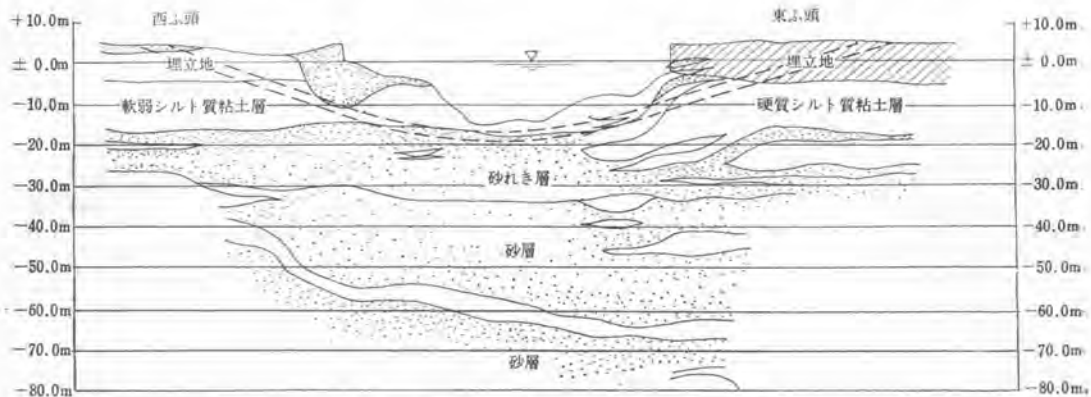 西ふ頭 東ふ頭
+10.0m +10.0m
± 0.0m 埋立地 埋立地 ± 0.0m
-10.0m 軟弱シルト質粘土層 硬質シルト質粘土層 -10.0m
-20.0m -20.0m
砂れき層
-30.0m -30.0m
-40.0m -40.0m
砂層
-50.0m -50.0m
-60.0m -60.0m
-70.0m 砂層 -70.0m
-80.0m -80.0m